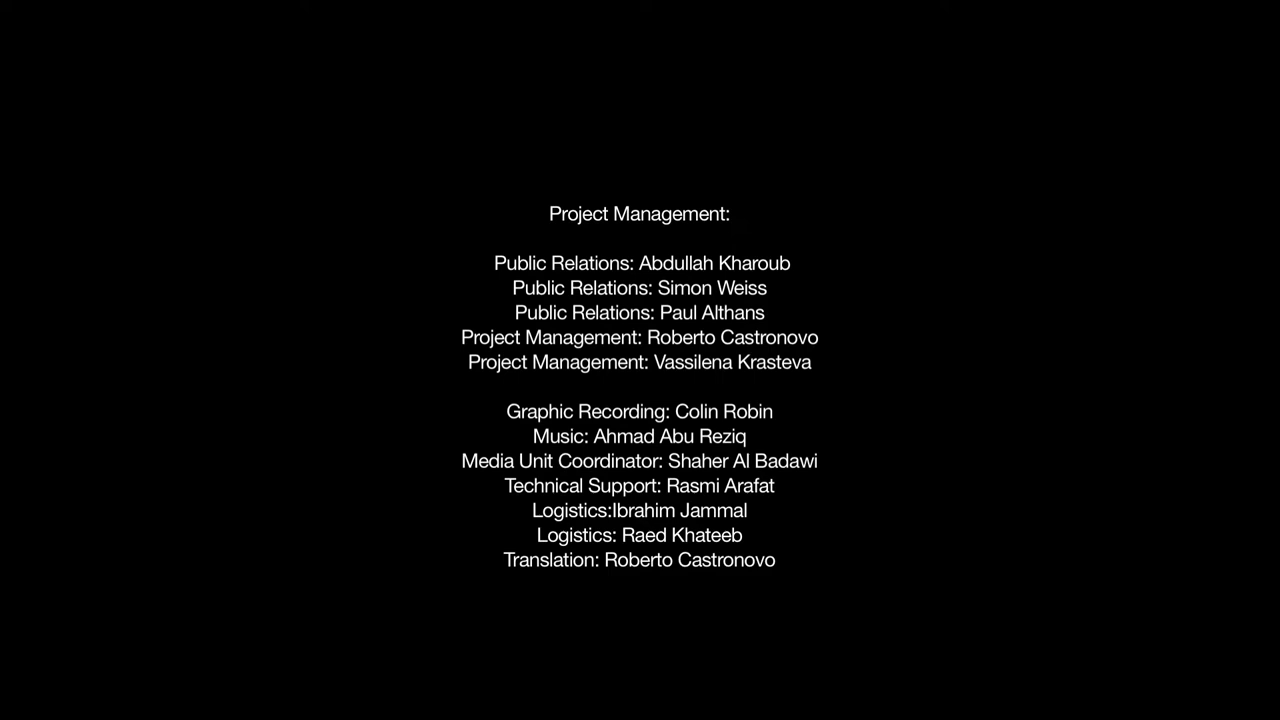 Project Management:
Public Relations: Abdullah Kharoub
Public Relations: Simon Weiss
Public Relations: Paul Althans
Project Management: Roberto Castronovo
Project Management: Vassilena Krasteva
Graphic Recording: Colin Robin
Music: Ahmad Abu Reziq
Media Unit Coordinator: Shaher Al Badawi
Technical Support: Rasmi Arafat
Logistics:Ibrahim Jammal
Logistics: Raed Khateeb
Translation: Roberto Castronovo